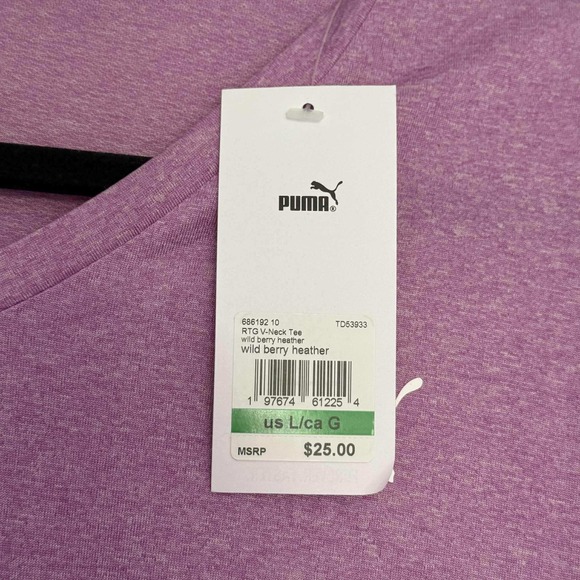 PUMA®
686192 10 TD53933
RTG V-Neck Tee
wild berry heather
wild berry heather
1 97674 61225 4
us L/ca G
MSRP $25.00